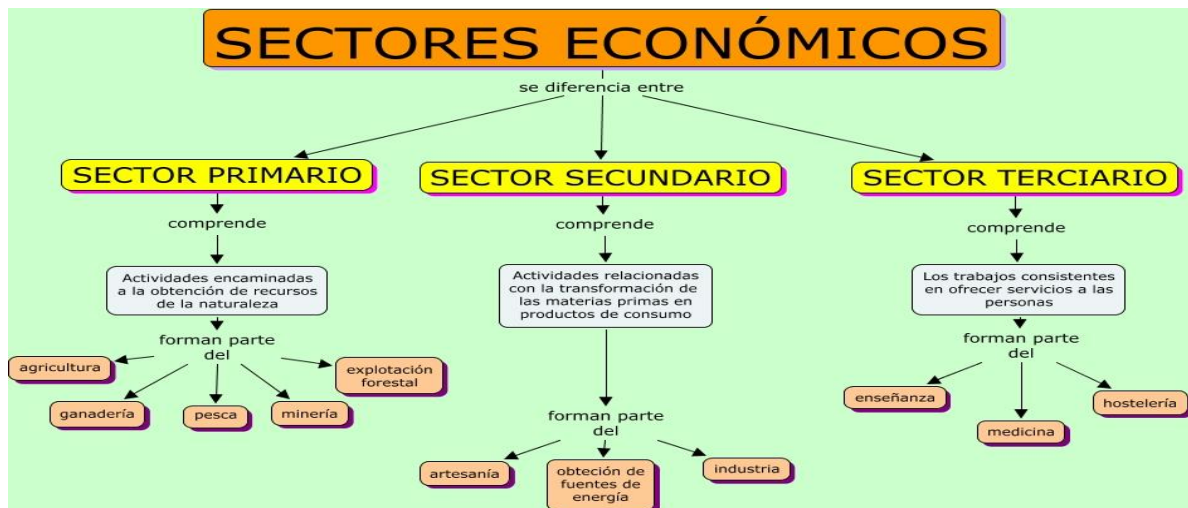 SECTORES ECONÓMICOS
se diferencia entre
SECTOR PRIMARIO
comprende
Actividades encaminadas
a la obtención de recursos
de la naturaleza
forman parte
del
agricultura
ganadería
pesca
minería
explotación
forestal
SECTOR SECUNDARIO
comprende
Actividades relacionadas
con la transformación de
las materias primas en
productos de consumo
forman parte
del
artesanía
obteción de
fuentes de
energía
industria
SECTOR TERCIARIO
comprende
Los trabajos consistentes
en ofrecer servicios a las
personas
forman parte
del
enseñanza
medicina
hostelería